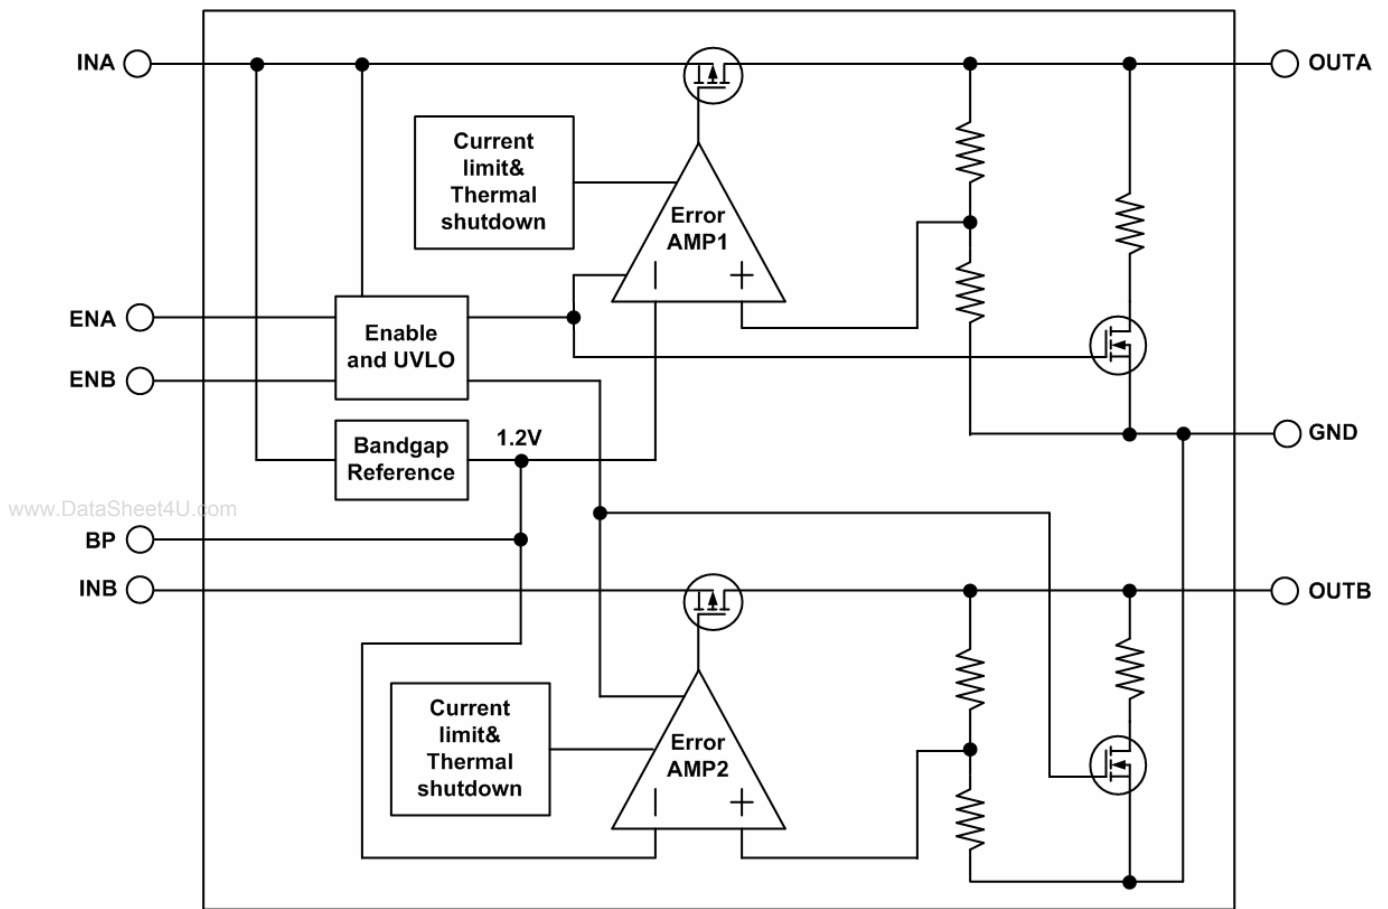 INA
OUTA
Current
limit&
Thermal
shutdown
Error
AMP1
ENA
Enable
and UVLO
ENB
GND
1.2V
Bandgap
Reference
www.DataSheet4U.com
BP
INB
OUTB
Current
limit&
Thermal
shutdown
Error
AMP2